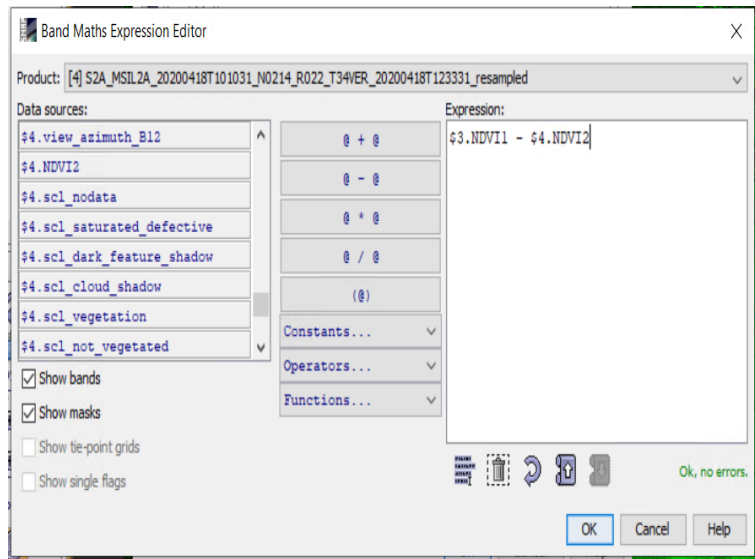 Band Maths Expression Editor
X
Product: [4] S2A_MSIL2A_20200418T101031_N0214_R022_T34VER_20200418T123331_resampled
Data sources:
$4.view_azimuth_B12
$4.NDVI2
$4.scl_nodata
$4.scl_saturated_defective
$4.scl_dark_feature_shadow
$4.scl_cloud_shadow
$4.scl_vegetation
$4.scl_not_vegetated
Show bands
Show masks
Show tie-point grids
Show single flags
@ + @
@ - @
@ * @
@ / @
(@)
Constants...
Operators...
Functions...
Expression:
$3.NDVI1 - $4.NDVI2
Ok, no errors.
OK
Cancel
Help